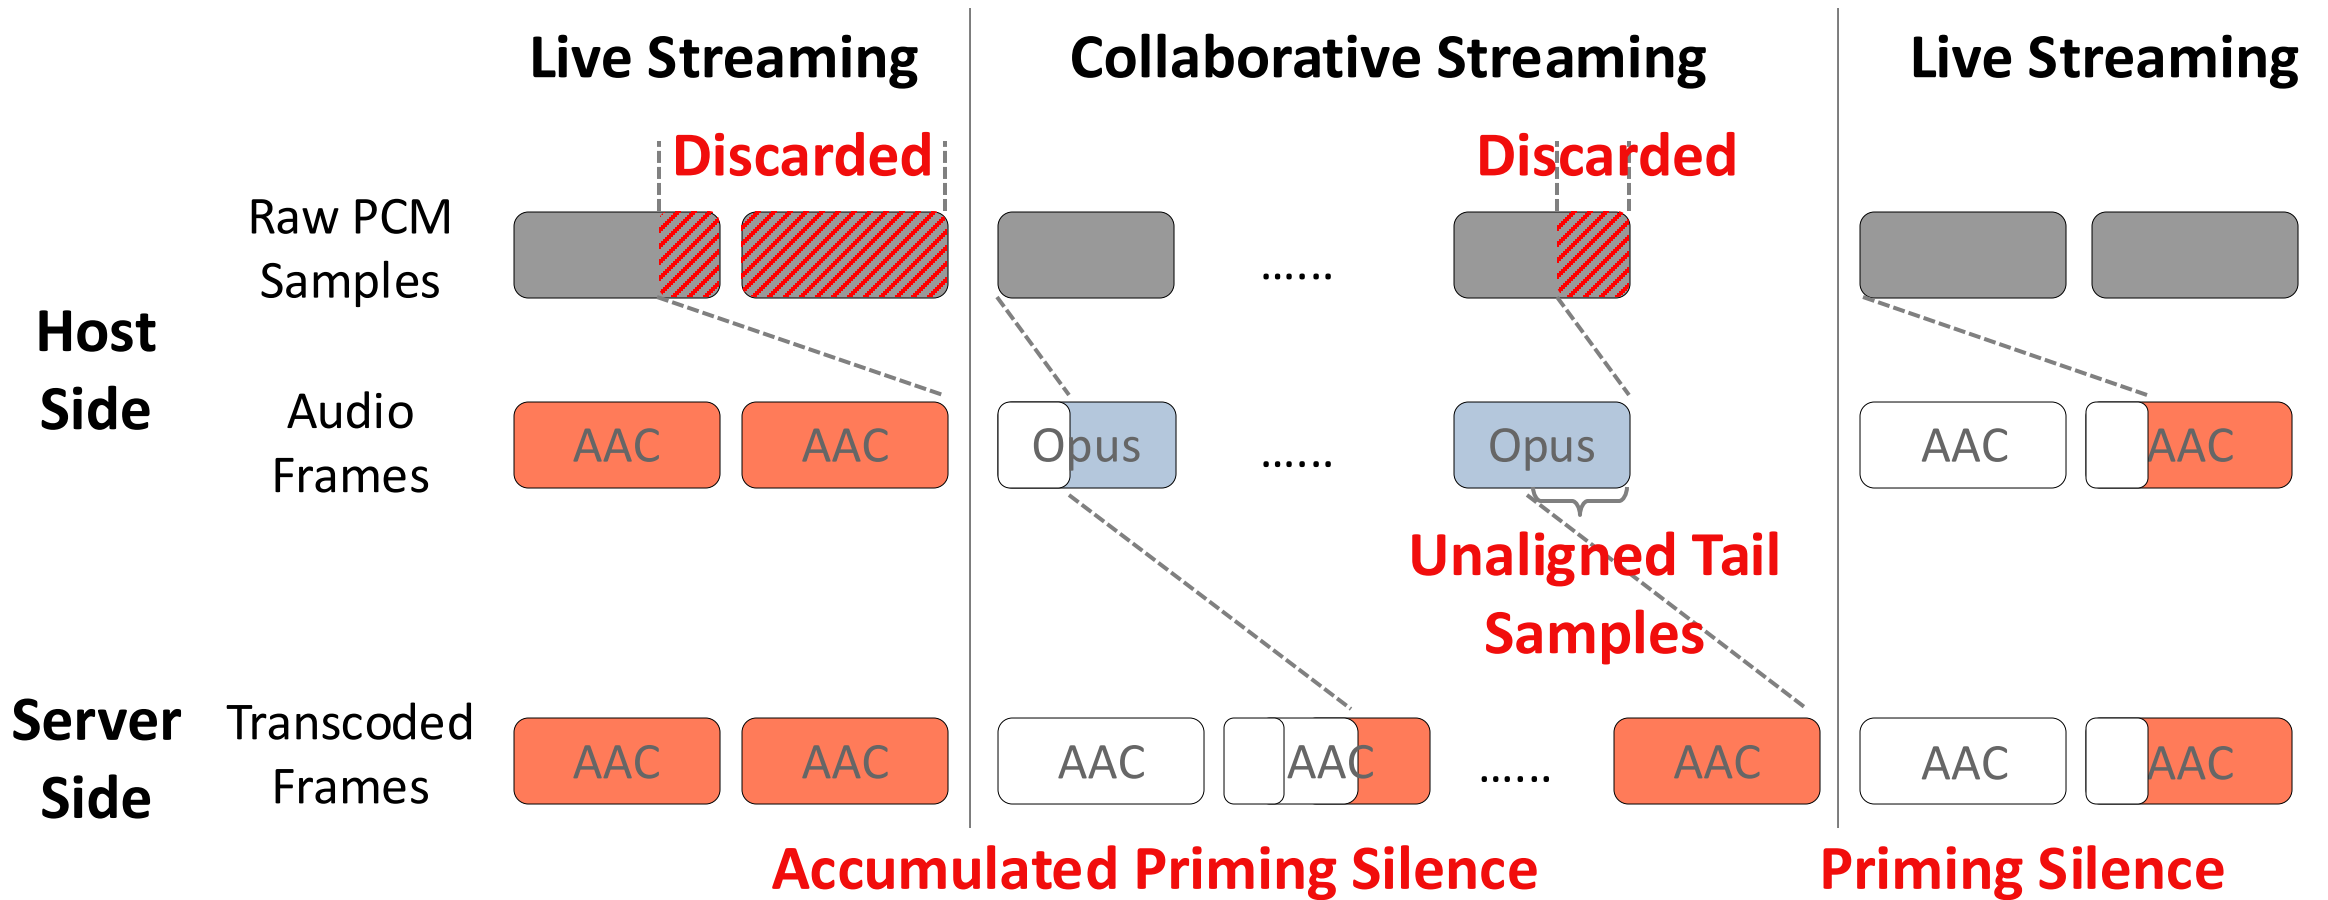 Live Streaming
Collaborative Streaming
Live Streaming
Discarded
Discarded
Raw PCM
Samples
......
Host
Side
Audio
Frames
AAC
AAC
Opus
......
Opus
AAC
AAC
Unaligned Tail
Samples
Server
Side
Transcoded
Frames
AAC
AAC
AAC
AAC
......
AAC
AAC
AAC
Accumulated Priming Silence
Priming Silence